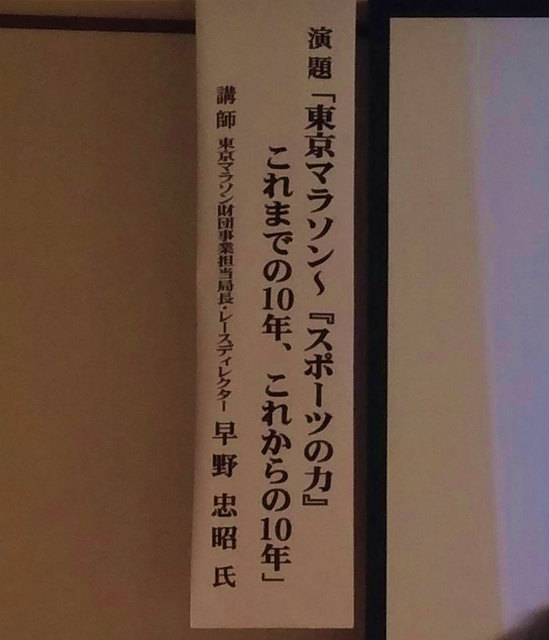 演題「東京マラソン～『スポーツの力』
これまでの10年、これからの10年」
講師 東京マラソン財団事業担当局長・レースディレクター 早野 忠昭 氏